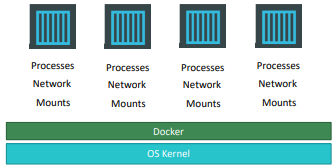 Processes Processes Processes Processes
Network Network Network Network
Mounts Mounts Mounts Mounts
Docker
OS Kernel